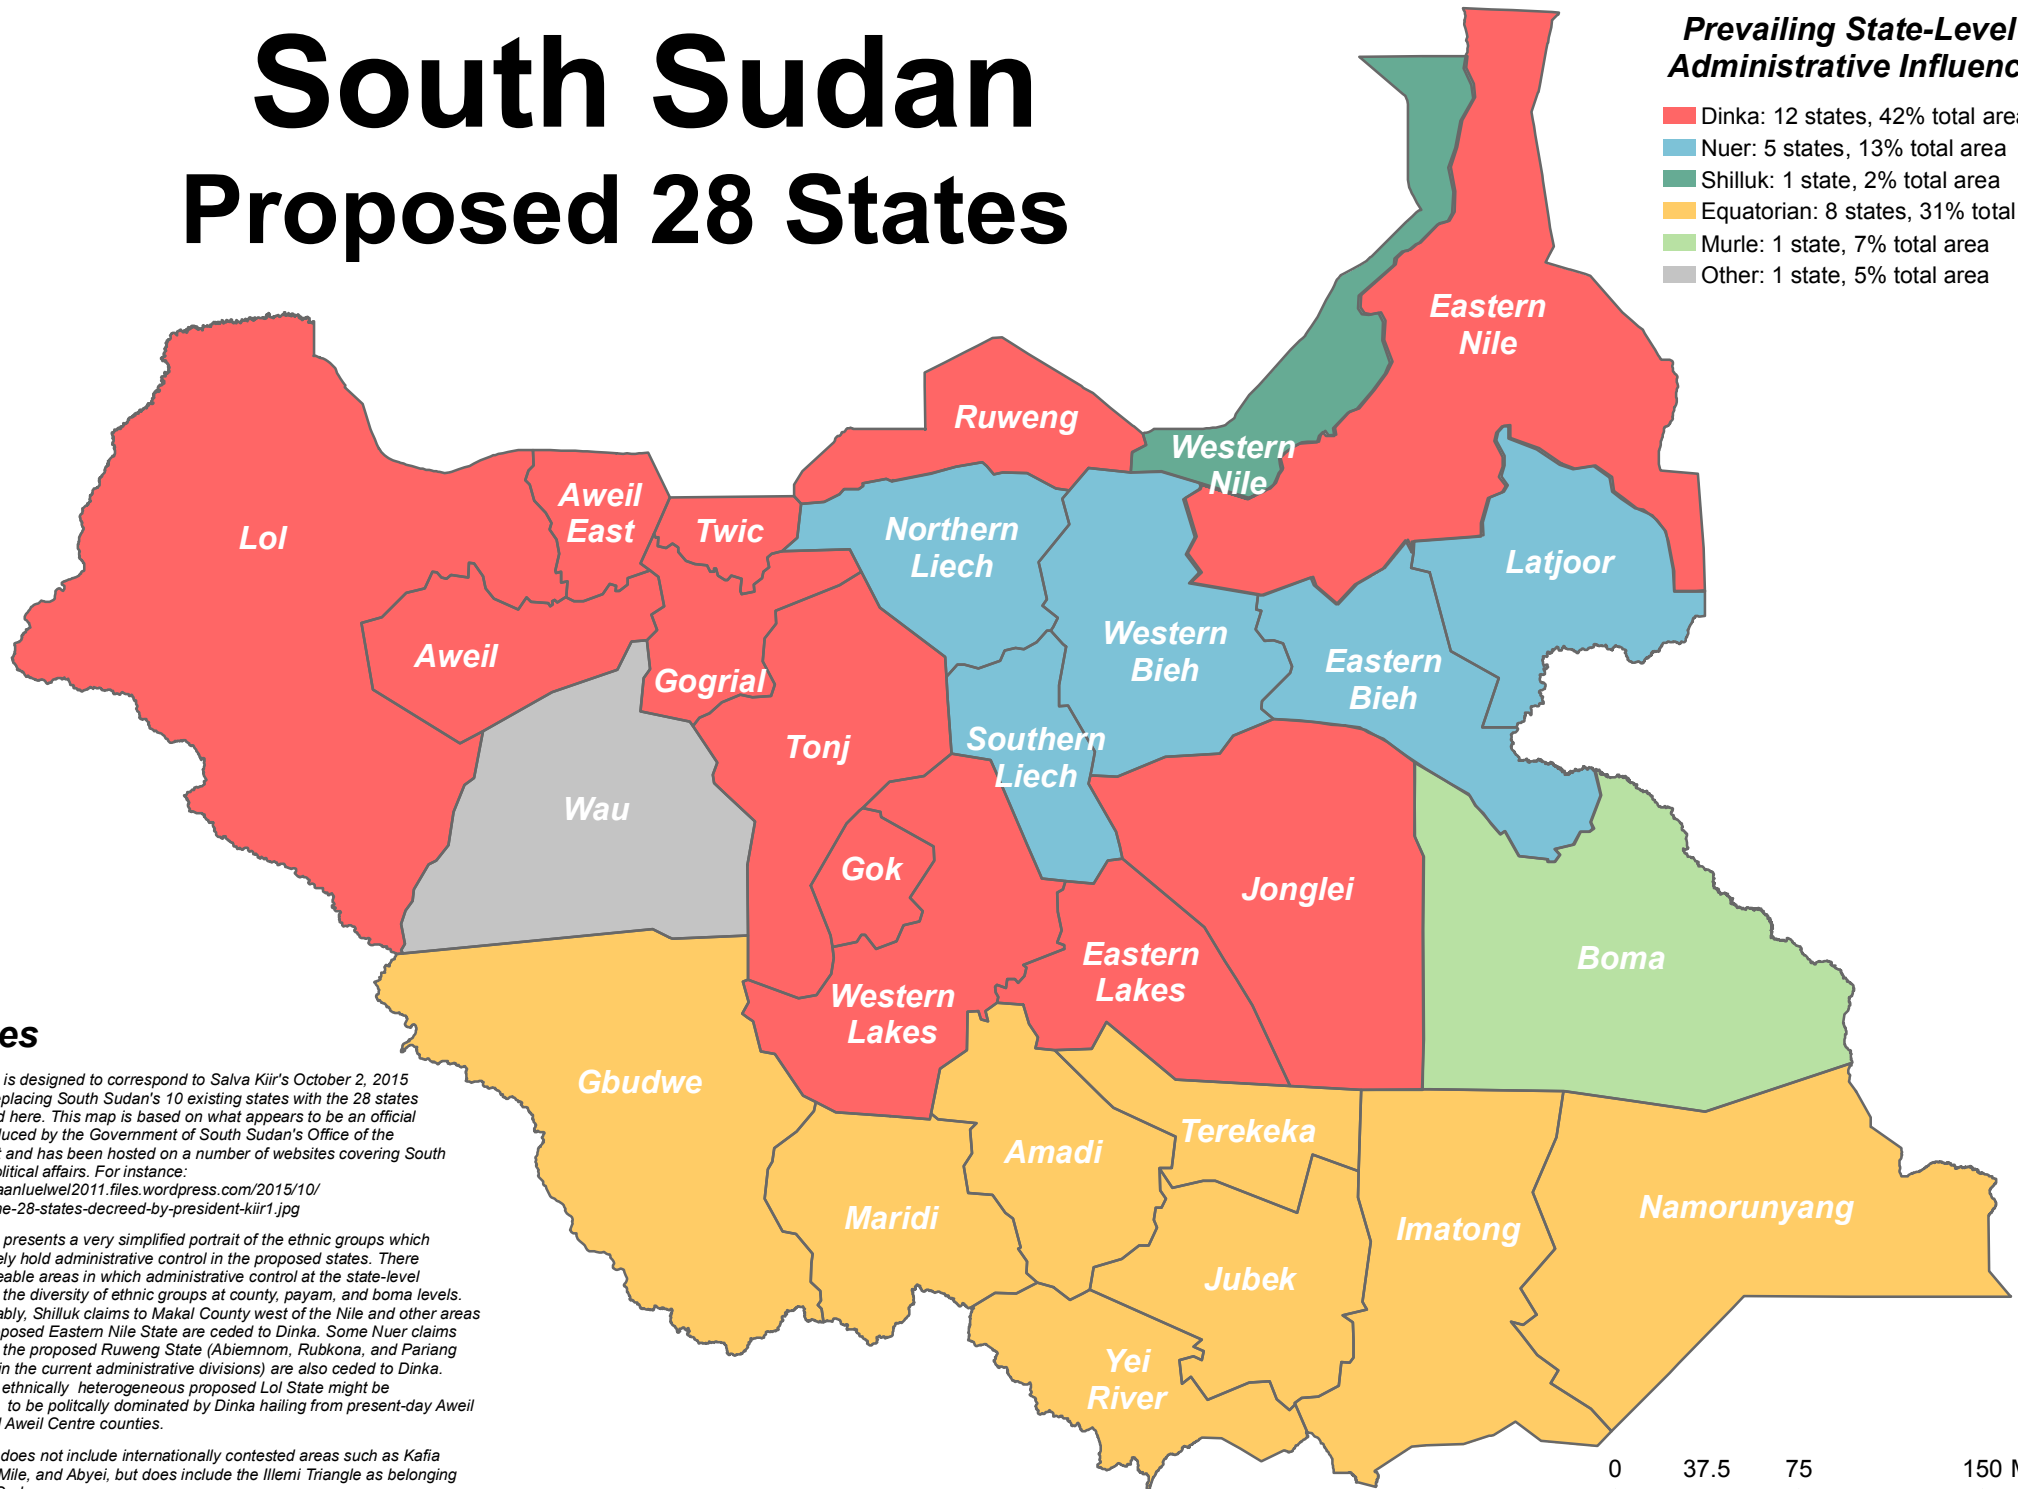 South Sudan
Proposed 28 States
Prevailing State-Level
Administrative Influenc
Dinka: 12 states, 42% total area
Nuer: 5 states, 13% total area
Shilluk: 1 state, 2% total area
Equatorian: 8 states, 31% total
Murle: 1 state, 7% total area
Other: 1 state, 5% total area
Eastern
Nile
Ruweng
Western
Nile
Aweil
East
Twic
Lol
Northern
Liech
Latjoor
Aweil
Gogrial
Western
Bieh
Eastern
Bieh
Tonj
Southern
Liech
Wau
Gok
Jonglei
Boma
Eastern
Lakes
Western
Lakes
Gbudwe
Terekeka
Amadi
Maridi
Imatong
Namorunyang
Jubek
Yei
River
es
is designed to correspond to Salva Kiir's October 2, 2015
eplacing South Sudan's 10 existing states with the 28 states
d here. This map is based on what appears to be an official
duced by the Government of South Sudan's Office of the
t and has been hosted on a number of websites covering South
olitical affairs. For instance:
aanluelwel2011.files.wordpress.com/2015/10/
he-28-states-decreed-by-president-kiir1.jpg
presents a very simplified portrait of the ethnic groups which
ely hold administrative control in the proposed states. There
eable areas in which administrative control at the state-level
the diversity of ethnic groups at county, payam, and boma levels.
ably, Shilluk claims to Makal County west of the Nile and other areas
posed Eastern Nile State are ceded to Dinka. Some Nuer claims
the proposed Ruweng State (Abiemnom, Rubkona, and Pariang
in the current administrative divisions) are also ceded to Dinka.
ethnically heterogeneous proposed Lol State might be
to be politcally dominated by Dinka hailing from present-day Aweil
l Aweil Centre counties.
does not include internationally contested areas such as Kafia
Mile, and Abyei, but does include the Illemi Triangle as belonging
0 37.5 75 150 M